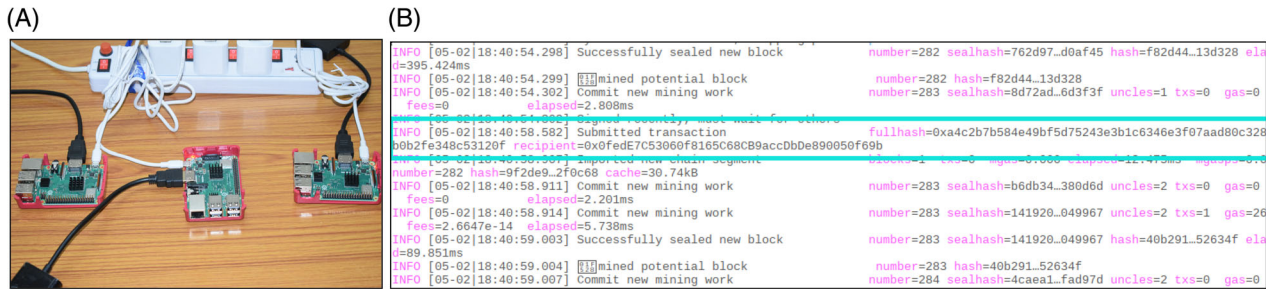 (A)
(B)
INFO [05-02|18:40:54.298] Successfully sealed new block number=282 sealhash=762d97…d0af45 hash=f82d44…13d328 ela
d=395.424ms
INFO [05-02|18:40:54.299] mined potential block number=282 hash=f82d44…13d328
INFO [05-02|18:40:54.302] Commit new mining work number=283 sealhash=8d72ad…6d3f3f uncles=1 txs=0 gas=0
fees=0 elapsed=2.808ms
INFO [05-02|18:40:58.582] Submitted transaction fullhash=0xa4c2b7b584e49bf5d75243e3b1c6346e3f07aad80c328
b0b2fe348c53120f recipient=0x0fedE7C53060f8165C68CB9accDbDe890050f69b
number=282 hash=9f2de9…2f0c68 cache=30.74kB
INFO [05-02|18:40:58.911] Commit new mining work number=283 sealhash=b6db34…380d6d uncles=2 txs=0 gas=0
fees=0 elapsed=2.201ms
INFO [05-02|18:40:58.914] Commit new mining work number=283 sealhash=141920…049967 uncles=2 txs=1 gas=26
fees=2.6647e-14 elapsed=5.738ms
INFO [05-02|18:40:59.003] Successfully sealed new block number=283 sealhash=141920…049967 hash=40b291…52634f ela
d=89.851ms
INFO [05-02|18:40:59.004] mined potential block number=283 hash=40b291…52634f
INFO [05-02|18:40:59.007] Commit new mining work number=284 sealhash=4caea1…fad97d uncles=2 txs=0 gas=0